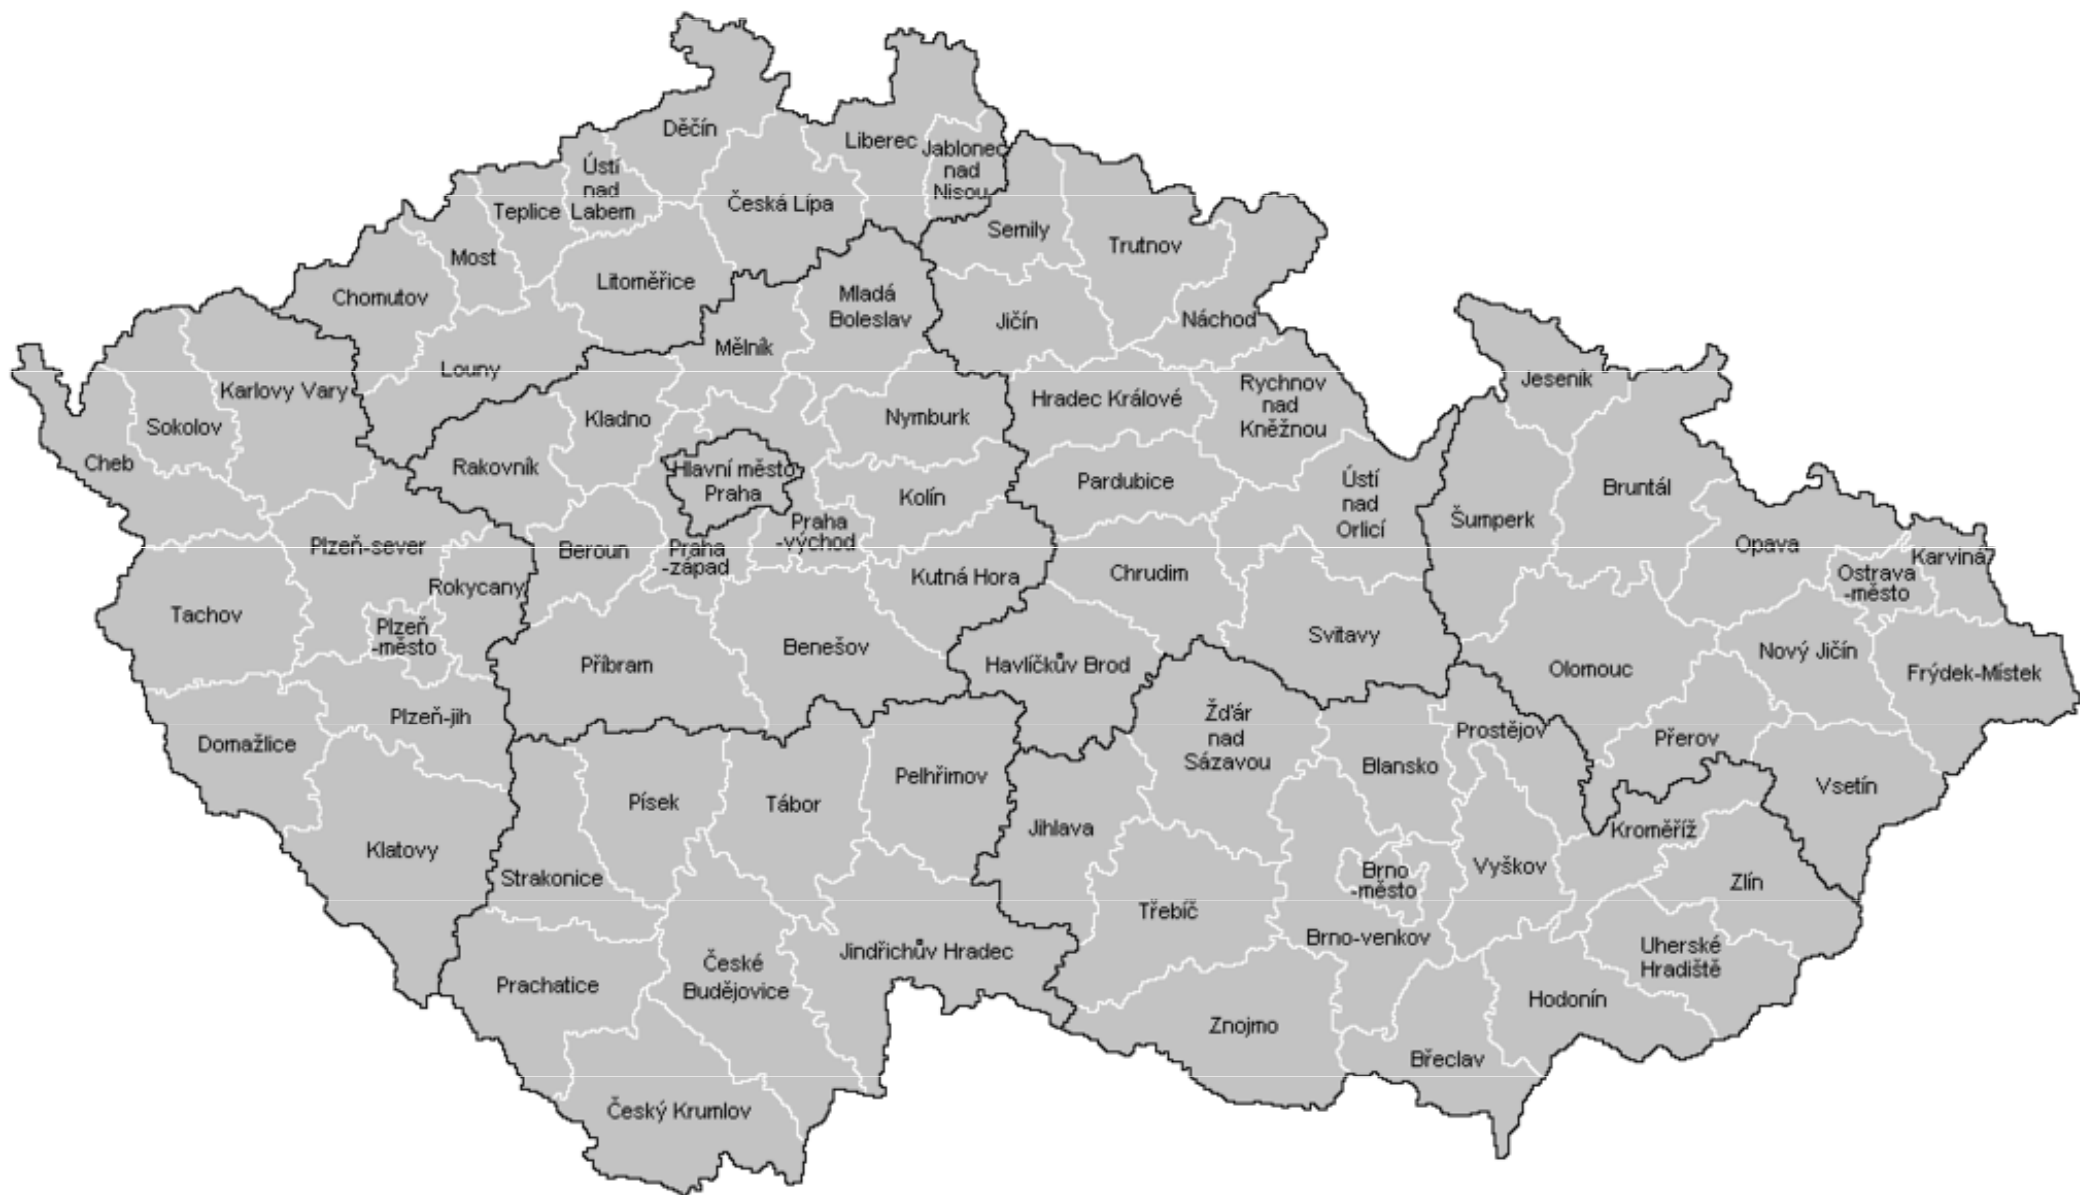 Děčín
Liberec
Jablonec
nad
Nisou
Ústí
nad
Labem
Teplice
Česká Lípa
Semily
Trutnov
Most
Litoměřice
Chomutov
Mladá
Boleslav
Jičín
Náchod
Mělník
Louny
Karlovy Vary
Sokolov
Cheb
Kladno
Nymburk
Hradec Králové
Rychnov
nad
Kněžnou
Jeseník
Rakovník
Hlavní město
Praha
Kolín
Pardubice
Ústí
nad
Orlicí
Šumperk
Bruntál
Plzeň-sever
Beroun
Praha
-západ
Praha
-východ
Opava
Karviná
Ostrava
-město
Rokycany
Kutná Hora
Chrudim
Tachov
Plzeň
-město
Příbram
Benešov
Havlíčkův Brod
Svitavy
Olomouc
Nový Jičín
Frýdek-Místek
Plzeň-jih
Domažlice
Žďár
nad
Sázavou
Prostějov
Přerov
Blansko
Vsetín
Písek
Tábor
Pelhřimov
Jihlava
Klatovy
Kroměříž
Strakonice
Brno
-město
Vyškov
Zlín
Třebíč
Brno-venkov
Jindřichův Hradec
Uherské
Hradiště
České
Budějovice
Prachatice
Hodonín
Znojmo
Břeclav
Český Krumlov